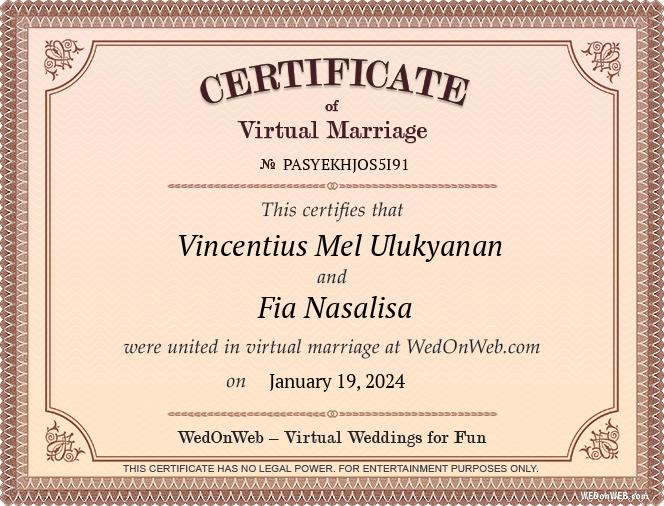 CERTIFICATE
of
Virtual Marriage
№ PASYEKHJOS5I91
This certifies that
Vincentius Mel Ulukyanan
and
Fia Nasalisa
were united in virtual marriage at WedOnWeb.com
on January 19, 2024
WedOnWeb – Virtual Weddings for Fun
THIS CERTIFICATE HAS NO LEGAL POWER. FOR ENTERTAINMENT PURPOSES ONLY.
WEDonWEB.com